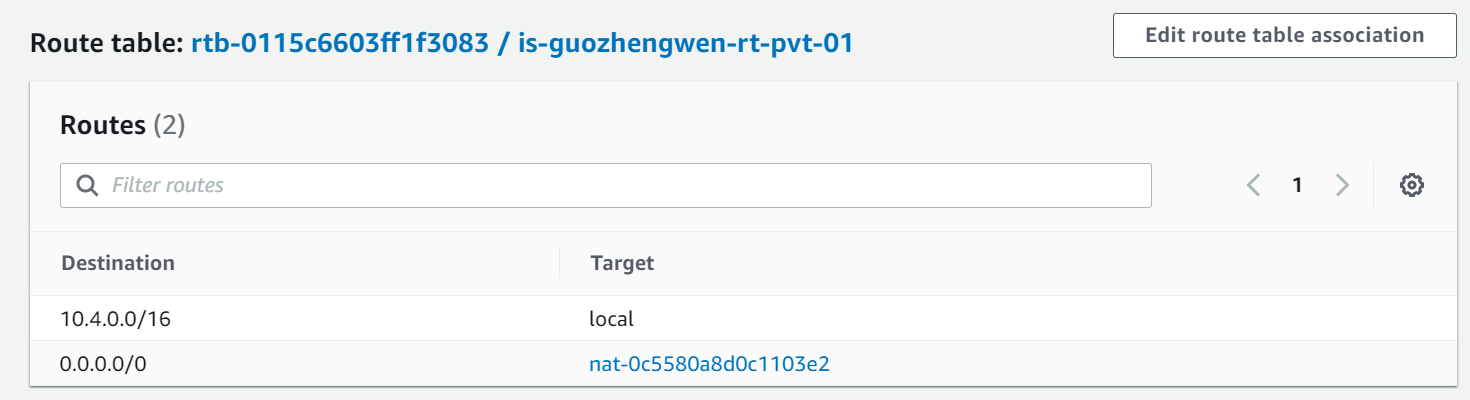 Route table: rtb-0115c6603ff1f3083 / is-guozhengwen-rt-pvt-01
Edit route table association
Routes (2)
Filter routes
1
Destination Target
10.4.0.0/16 local
0.0.0.0/0 nat-0c5580a8d0c1103e2